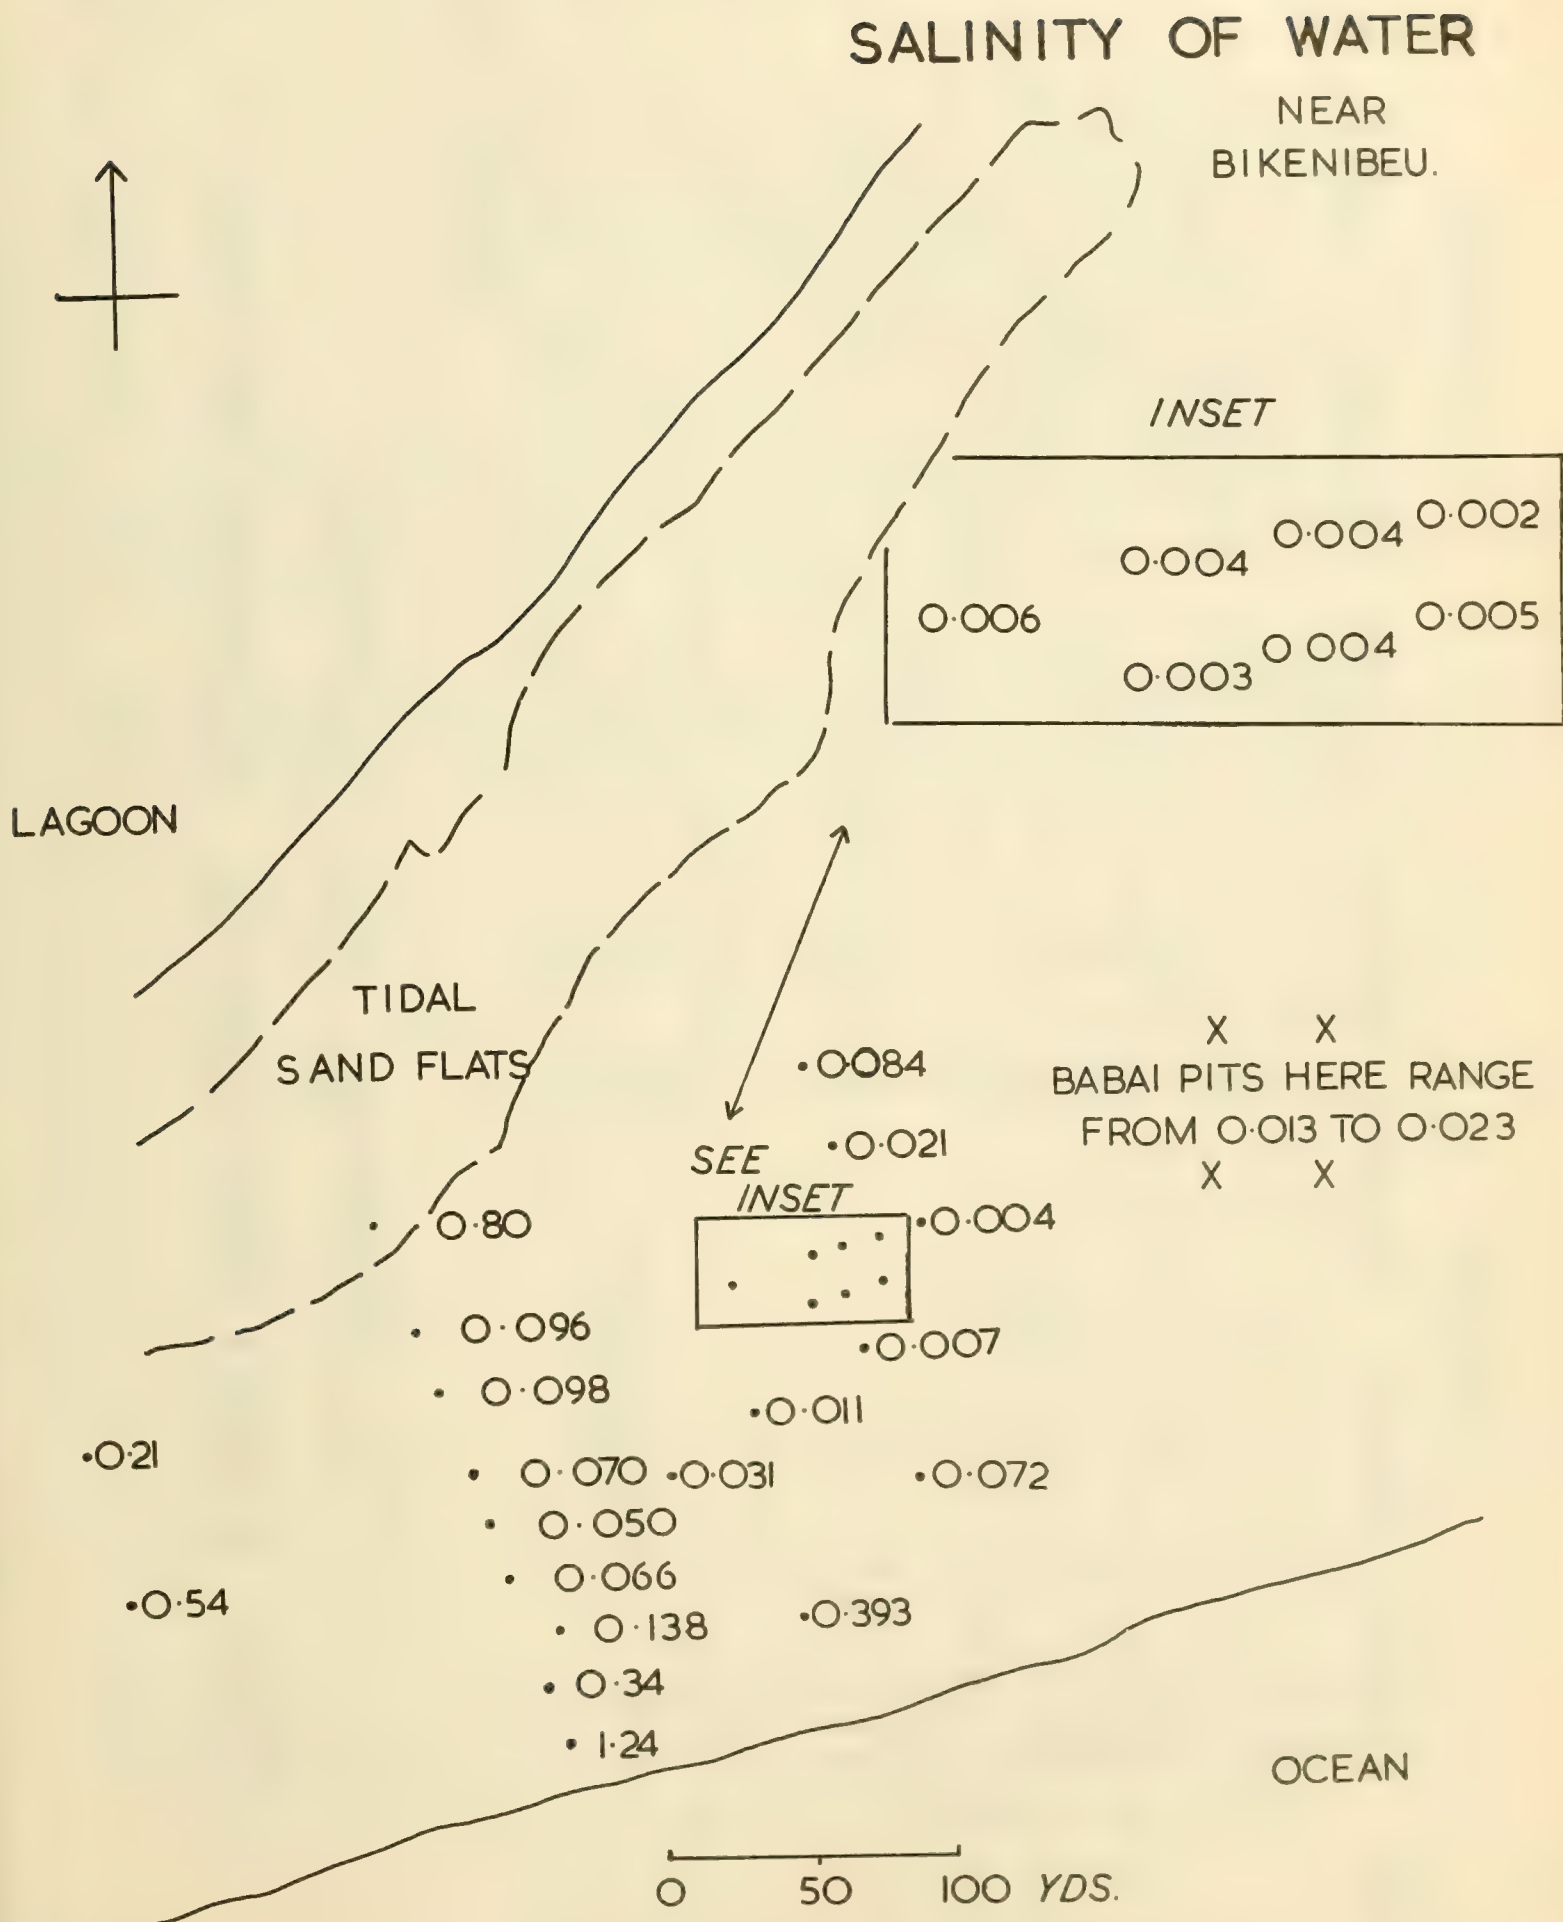 SALINITY OF WATER
NEAR
BIKENIBEU.
INSET
0·002
0·004
0·004
0·006
0·005
0 004
0·003
LAGOON
TIDAL
SAND FLATS
X X
·0·084
BABAI PITS HERE RANGE
FROM 0·013 TO 0·023
X X
·0·021
SEE
INSET
·0·004
· 0·80
· 0·096
·0·007
· 0·098
·0·011
·0·21
· 0·070
·0·031
·0·072
· 0·050
· 0·066
·0·54
·0·393
· 0·138
· 0·34
· 1·24
OCEAN
0 50 100 YDS.